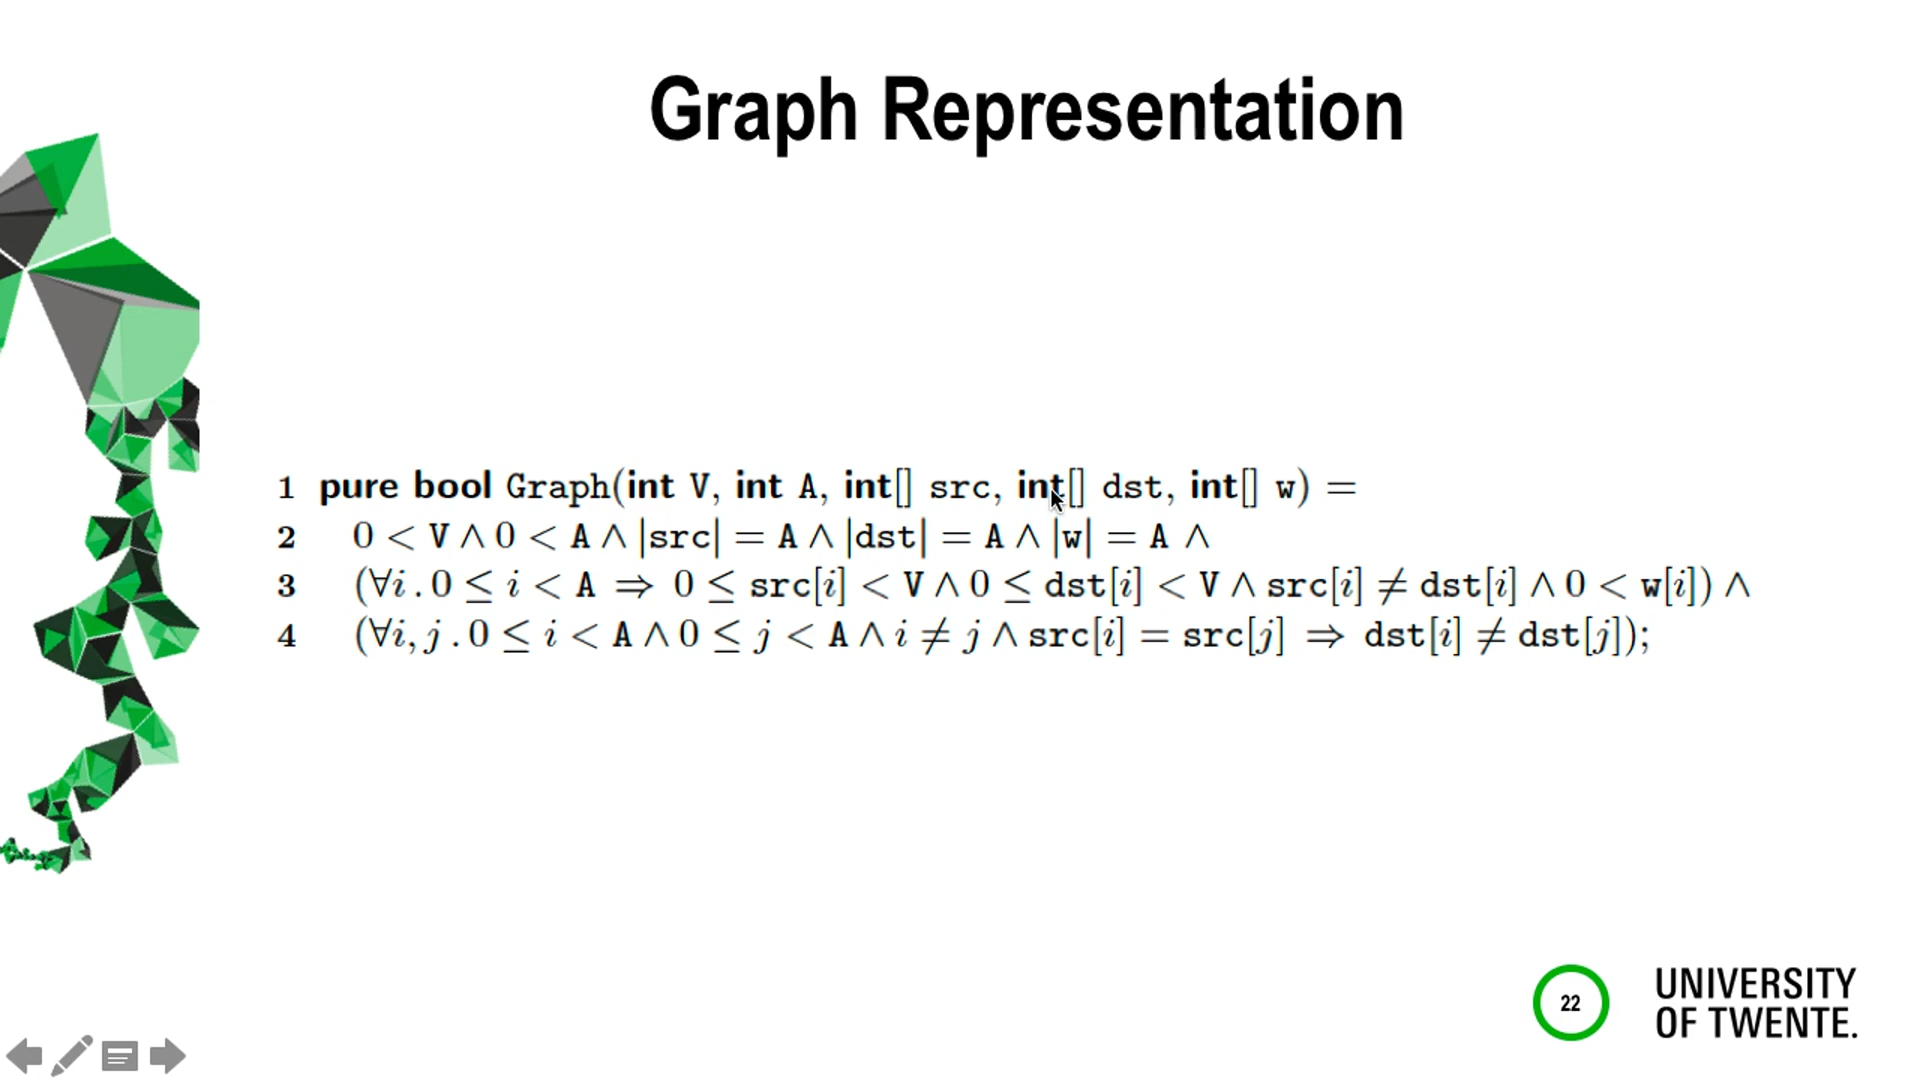 Graph Representation
1 pure bool Graph(int V, int A, int[] src, int[] dst, int[] w) =
2 0 < V ∧ 0 < A ∧ |src| = A ∧ |dst| = A ∧ |w| = A ∧
3 (∀i . 0 ≤ i < A ⇒ 0 ≤ src[i] < V ∧ 0 ≤ dst[i] < V ∧ src[i] ≠ dst[i] ∧ 0 < w[i]) ∧
4 (∀i, j . 0 ≤ i < A ∧ 0 ≤ j < A ∧ i ≠ j ∧ src[i] = src[j] ⇒ dst[i] ≠ dst[j]);
22
UNIVERSITY
OF TWENTE.